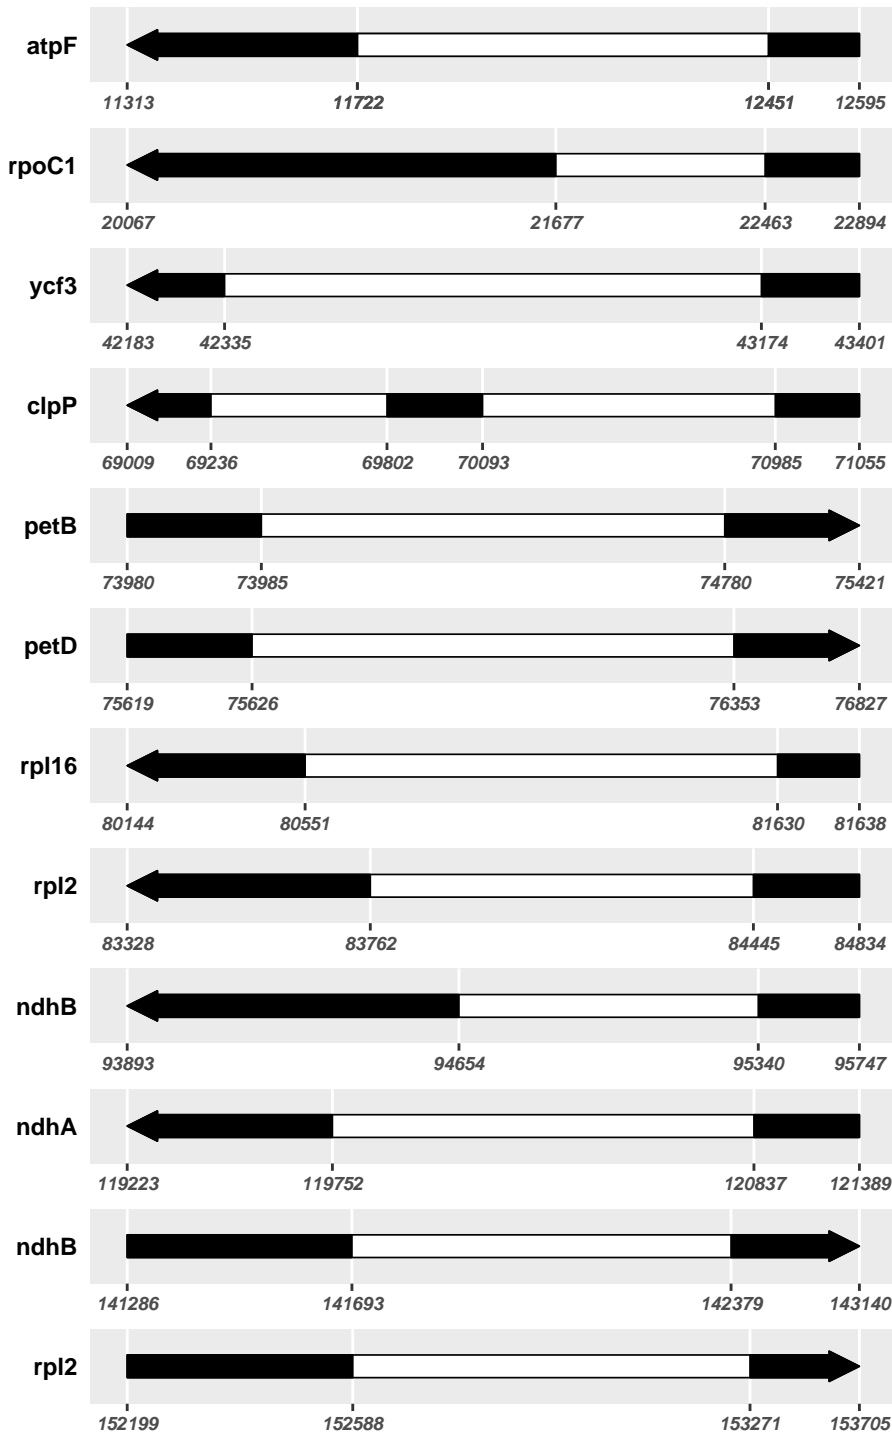 atpF
11313 11722 12451 12595
rpoC1
20067 21677 22463 22894
ycf3
42183 42335 43174 43401
clpP
69009 69236 69802 70093 70985 71055
petB
73980 73985 74780 75421
petD
75619 75626 76353 76827
rpl16
80144 80551 81630 81638
rpl2
83328 83762 84445 84834
ndhB
93893 94654 95340 95747
ndhA
119223 119752 120837 121389
ndhB
141286 141693 142379 143140
rpl2
152199 152588 153271 153705